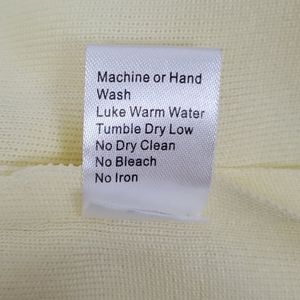 Machine or Hand
Wash
Luke Warm Water
Tumble Dry Low
No Dry Clean
No Bleach
No Iron